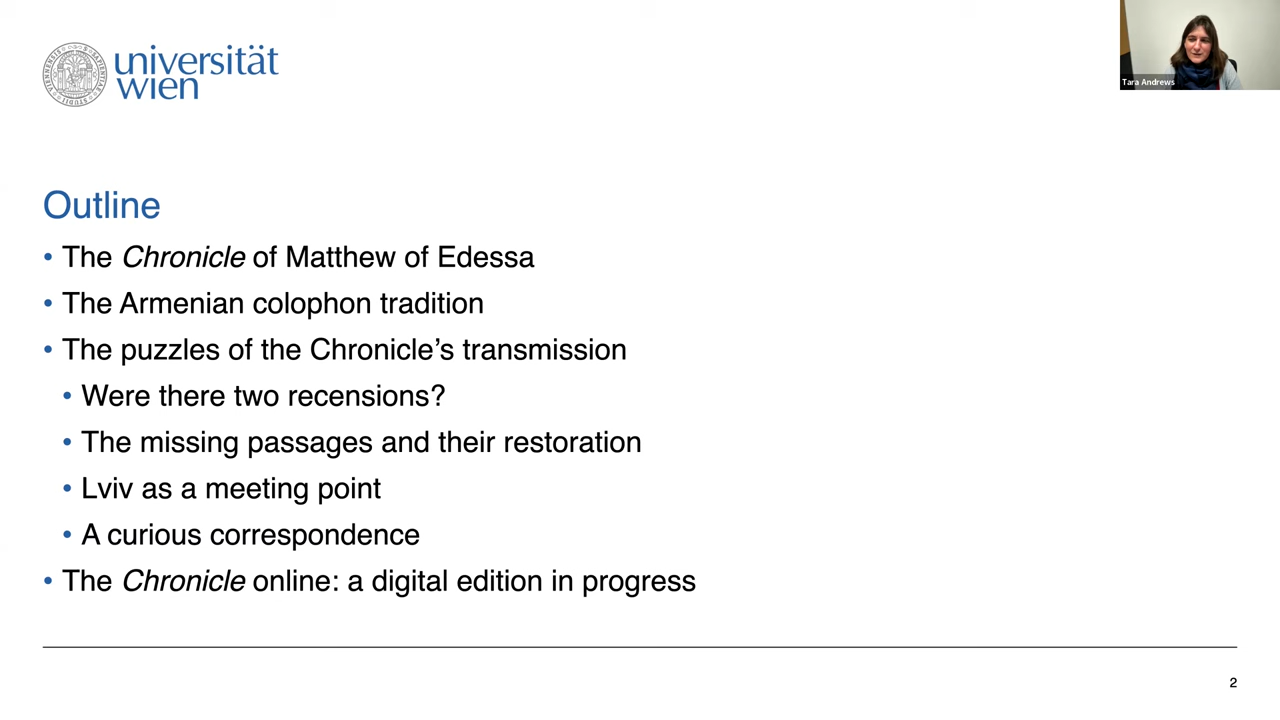 universität
wien
Tara Andrews
Outline
• The Chronicle of Matthew of Edessa
• The Armenian colophon tradition
• The puzzles of the Chronicle’s transmission
• Were there two recensions?
• The missing passages and their restoration
• Lviv as a meeting point
• A curious correspondence
• The Chronicle online: a digital edition in progress
2